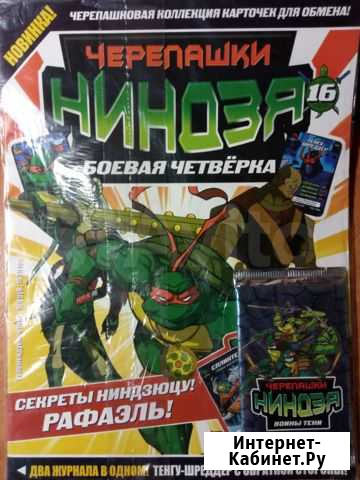 НОВИНКА!
ЧЕРЕПАШКОВАЯ КОЛЛЕКЦИЯ КАРТОЧЕК ДЛЯ ОБМЕНА!
ЧЕРЕПАШКИ
НИНДЗЯ
16
БОЕВАЯ ЧЕТВЁРКА
СЕКРЕТЫ НИНДЗЮЦУ!
РАФАЭЛЬ!
ЧЕРЕПАШКИ
НИНДЗЯ
ВОИНЫ ТЕНИ
ДВА ЖУРНАЛА В ОДНОМ! ТЕНГУ-ШРЕДДЕР С ОБРАТНОЙ СТОРОНЫ!
Интернет-
Кабинет.Ру